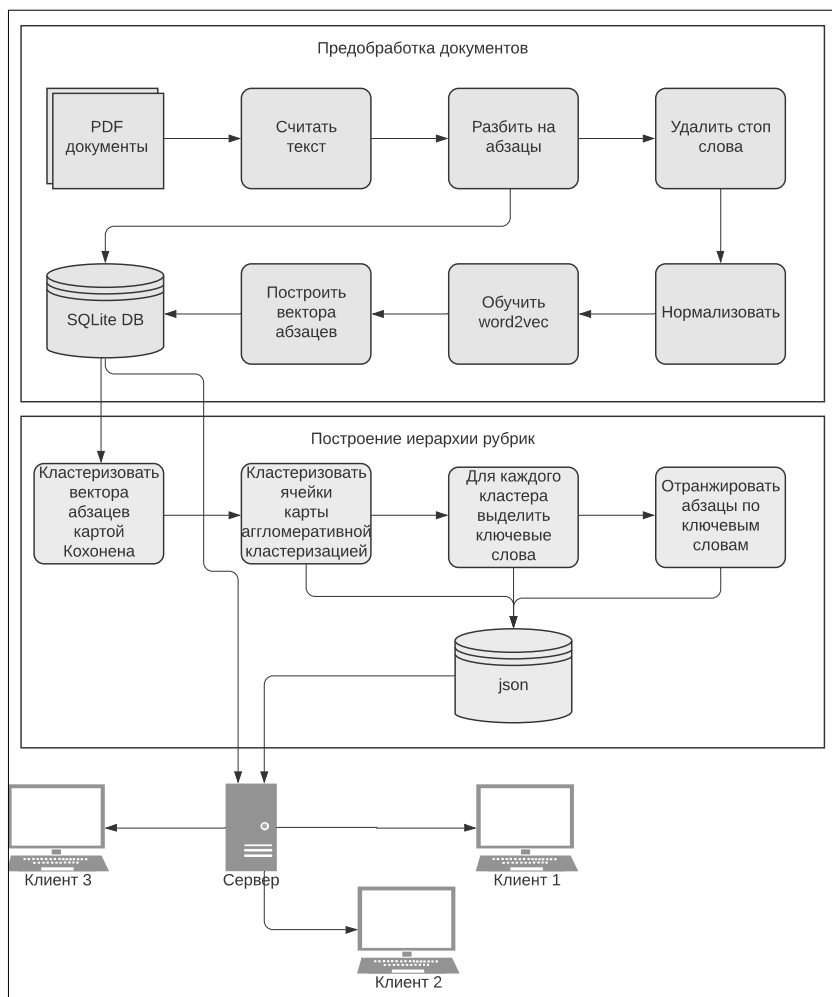 Предобработка документов
PDF
документы
Считать
текст
Разбить на
абзацы
Удалить стоп
слова
SQLite DB
Построить
вектора
абзацев
Обучить
word2vec
Нормализовать
Построение иерархии рубрик
Кластеризовать
вектора
абзацев
картой
Кохонена
Кластеризовать
ячейки
карты
аггломеративной
кластеризацией
Для каждого
кластера
выделить
ключевые
слова
Отранжировать
абзацы по
ключевым
словам
json
Клиент 3
Сервер
Клиент 1
Клиент 2